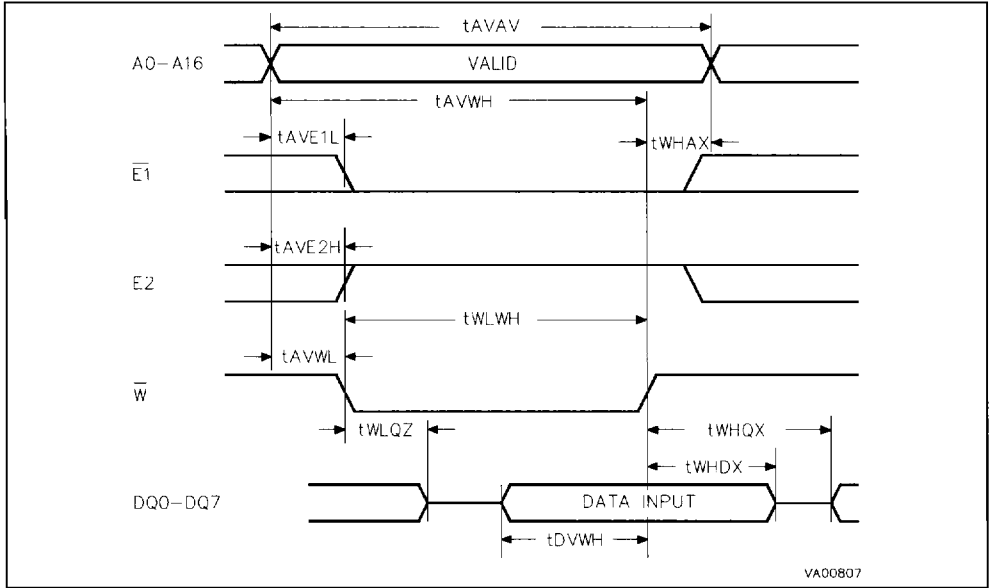 tAVAV
A0-A16
VALID
tAVWH
tAVE1L
tWHAX
E1
tAVE2H
E2
tWLWH
tAVWL
W
tWLQZ
tWHQX
tWHDX
DQ0-DQ7
DATA INPUT
tDVWH
VA00807